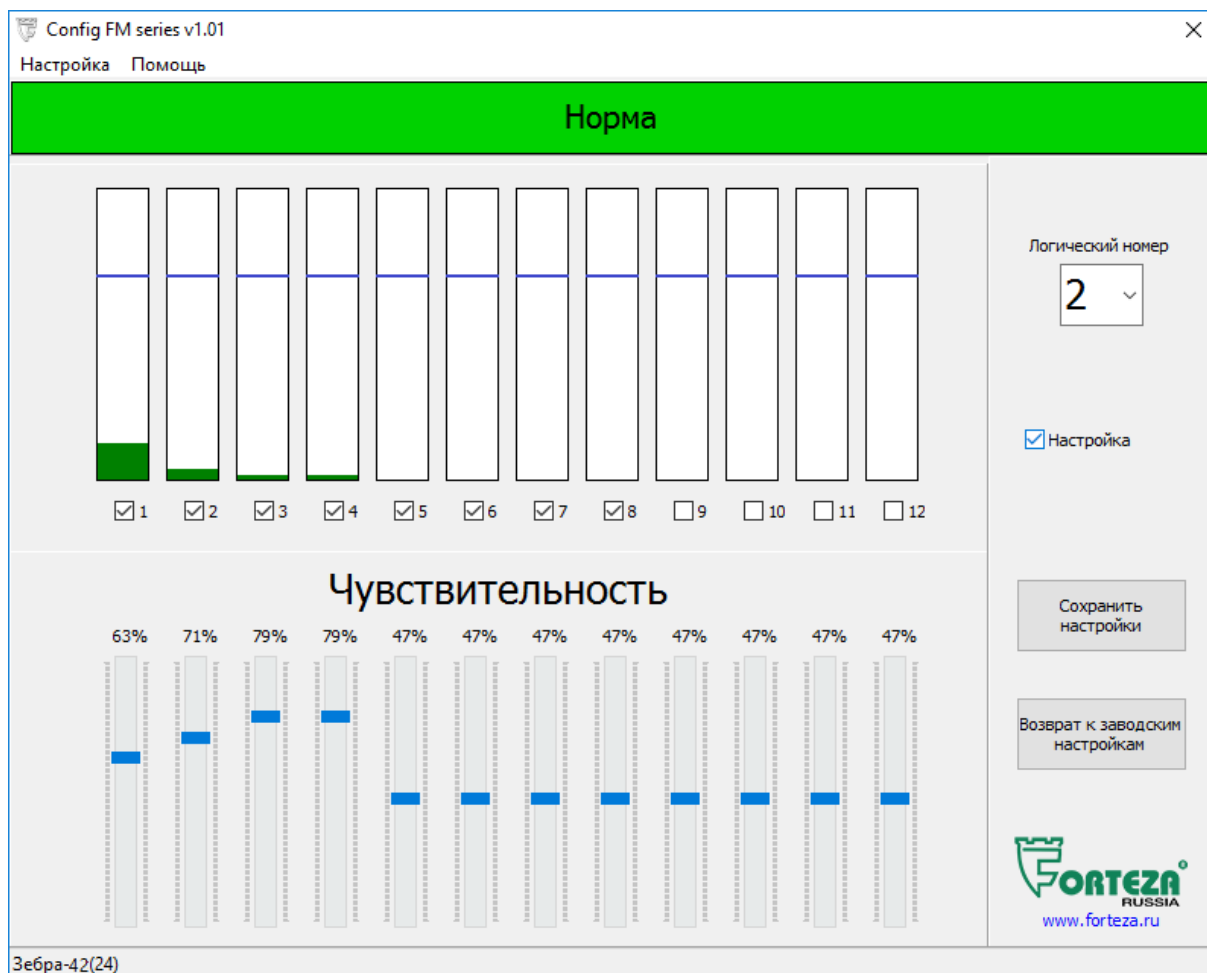 Config FM series v1.01
Настройка Помощь
Норма
Логический номер
2
Настройка
1 2 3 4 5 6 7 8 9 10 11 12
Чувствительность
63% 71% 79% 79% 47% 47% 47% 47% 47% 47% 47% 47%
Сохранить
настройки
Возврат к заводским
настройкам
FORTEZA®
RUSSIA
www.forteza.ru
Зебра-42(24)